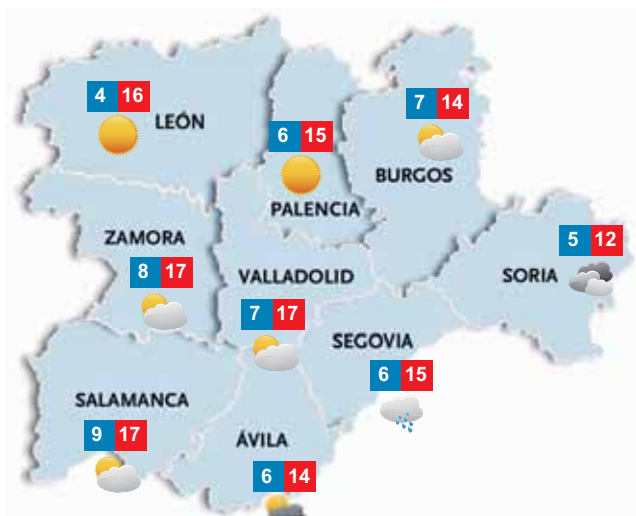 4 16
LEÓN
6 15
PALENCIA
7 14
BURGOS
ZAMORA
8 17
VALLADOLID
7 17
5 12
SORIA
SEGOVIA
6 15
SALAMANCA
9 17
ÁVILA
6 14